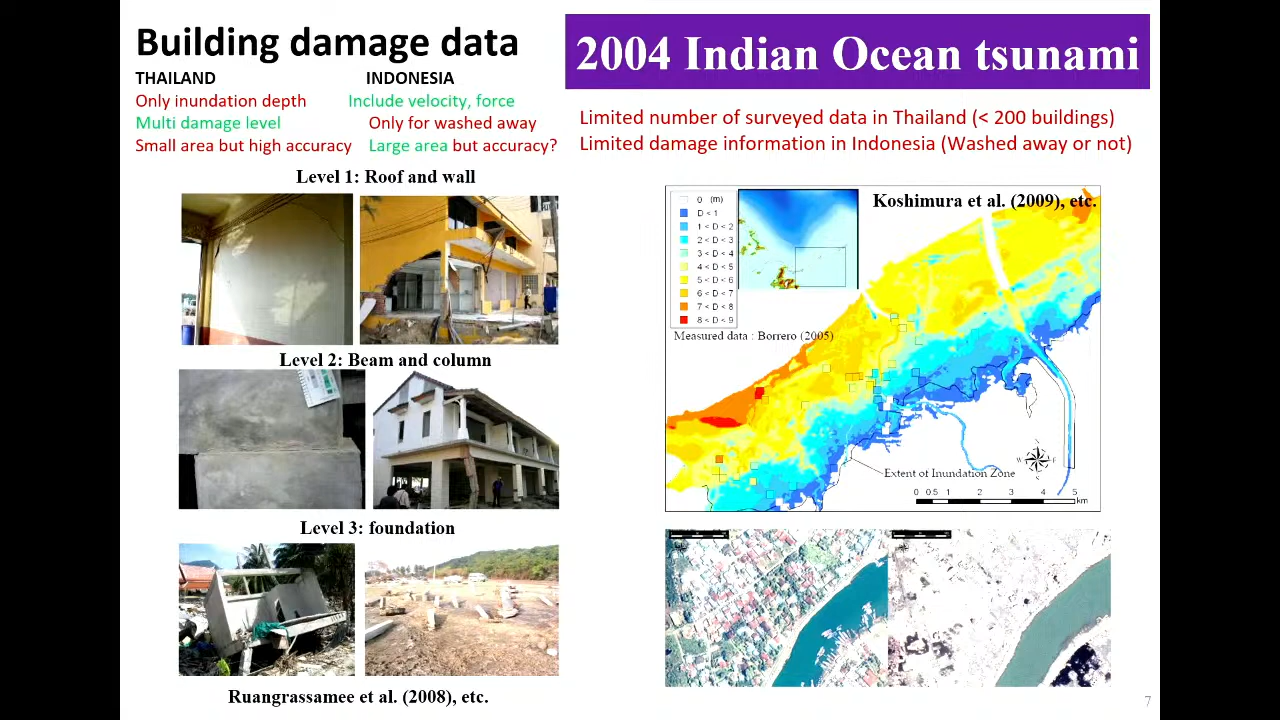 Building damage data
2004 Indian Ocean tsunami
THAILAND
INDONESIA
Only inundation depth
Include velocity, force
Multi damage level
Only for washed away
Small area but high accuracy
Large area but accuracy?
Limited number of surveyed data in Thailand (< 200 buildings)
Limited damage information in Indonesia (Washed away or not)
Level 1: Roof and wall
Level 2: Beam and column
Level 3: foundation
Ruangrassamee et al. (2008), etc.
Koshimura et al. (2009), etc.
0 (m)
D < 1
1 < D < 2
2 < D < 3
3 < D < 4
4 < D < 5
5 < D < 6
6 < D < 7
7 < D < 8
8 < D < 9
Measured data : Borrero (2005)
Extent of Inundation Zone
N
W
S
0 0.5 1 2 3 4 5
km
7